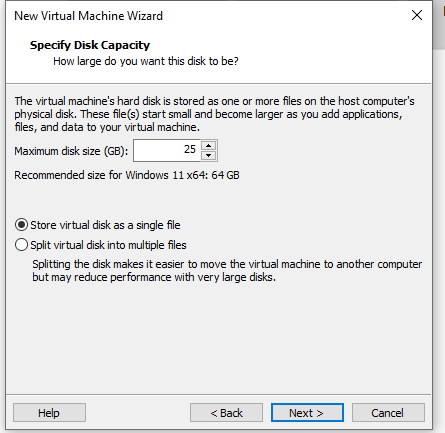 New Virtual Machine Wizard
Specify Disk Capacity
How large do you want this disk to be?
The virtual machine's hard disk is stored as one or more files on the host computer's
physical disk. These file(s) start small and become larger as you add applications,
files, and data to your virtual machine.
Maximum disk size (GB): 25
Recommended size for Windows 11 x64: 64 GB
Store virtual disk as a single file
Split virtual disk into multiple files
Splitting the disk makes it easier to move the virtual machine to another computer
but may reduce performance with very large disks.
Help < Back Next > Cancel